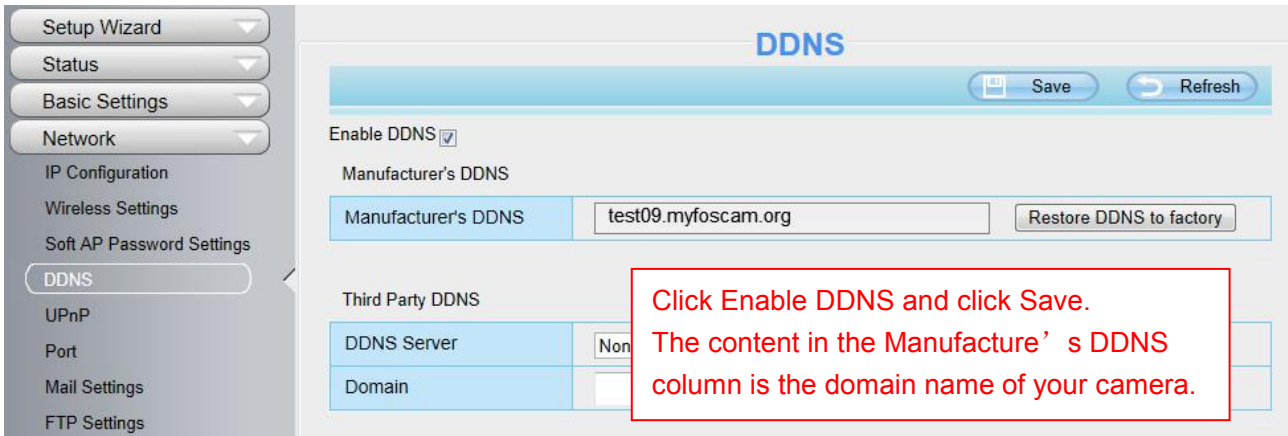 Setup Wizard
Status
Basic Settings
Network
IP Configuration
Wireless Settings
Soft AP Password Settings
DDNS
UPnP
Port
Mail Settings
FTP Settings
DDNS
Save Refresh
Enable DDNS
Manufacturer's DDNS
Manufacturer's DDNS test09.myfoscam.org Restore DDNS to factory
Third Party DDNS
DDNS Server Non
Domain
Click Enable DDNS and click Save.
The content in the Manufacture’s DDNS
column is the domain name of your camera.